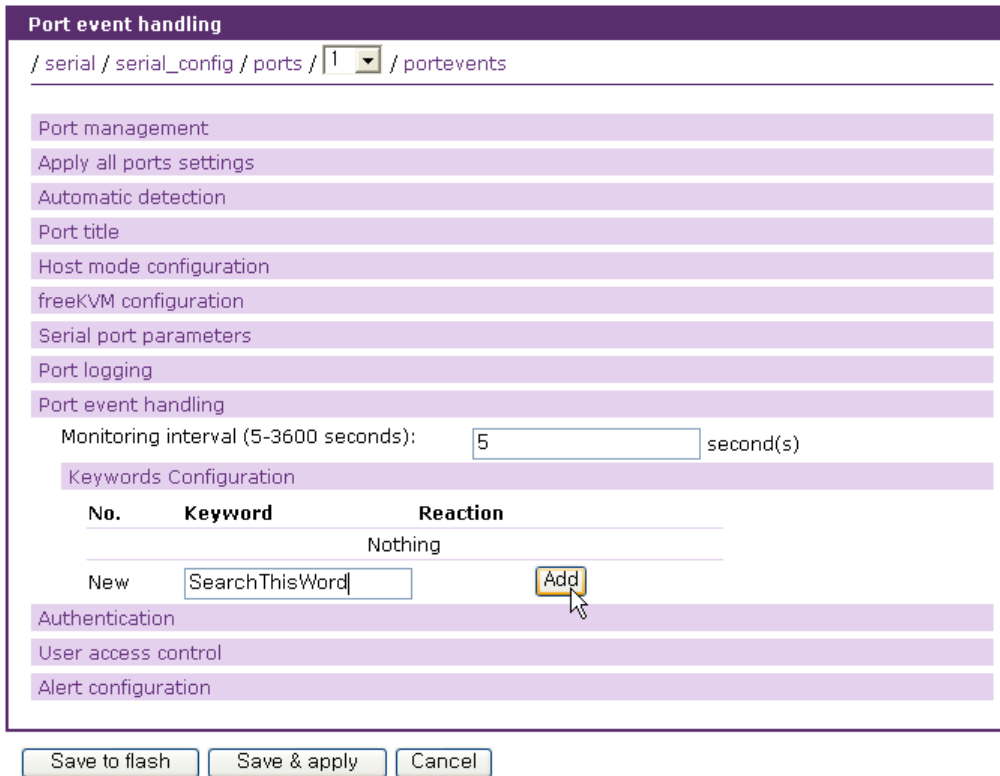 Port event handling
/ serial / serial_config / ports / 1 / portevents
Port management
Apply all ports settings
Automatic detection
Port title
Host mode configuration
freeKVM configuration
Serial port parameters
Port logging
Port event handling
Monitoring interval (5-3600 seconds): 5 second(s)
Keywords Configuration
No. Keyword Reaction
Nothing
New SearchThisWord Add
Authentication
User access control
Alert configuration
Save to flash Save & apply Cancel